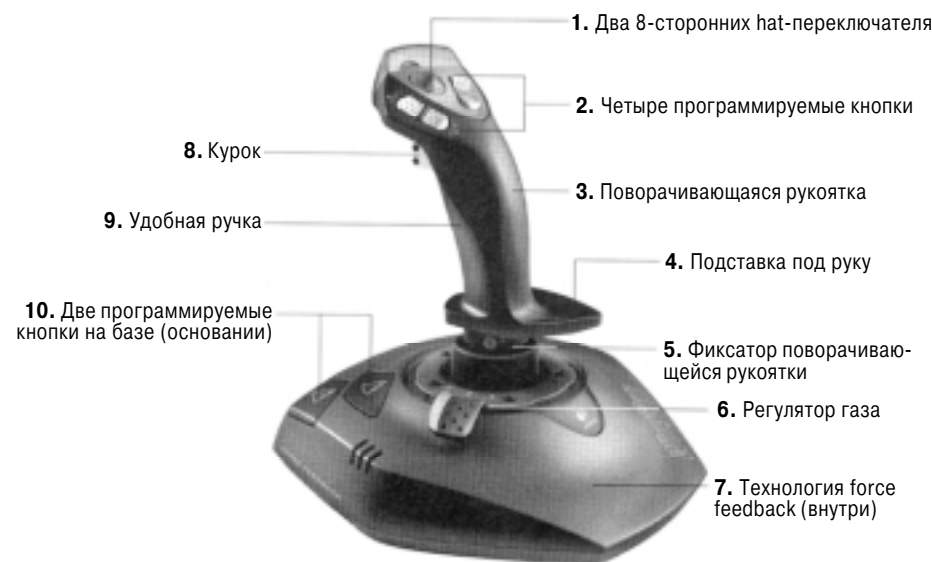 1. Два 8-сторонних hat-переключателя
2. Четыре программируемые кнопки
8. Курок
3. Поворачивающаяся рукоятка
9. Удобная ручка
4. Подставка под руку
10. Две программируемые
кнопки на базе (основании)
5. Фиксатор поворачиваю-
щейся рукоятки
6. Регулятор газа
7. Технология force
feedback (внутри)